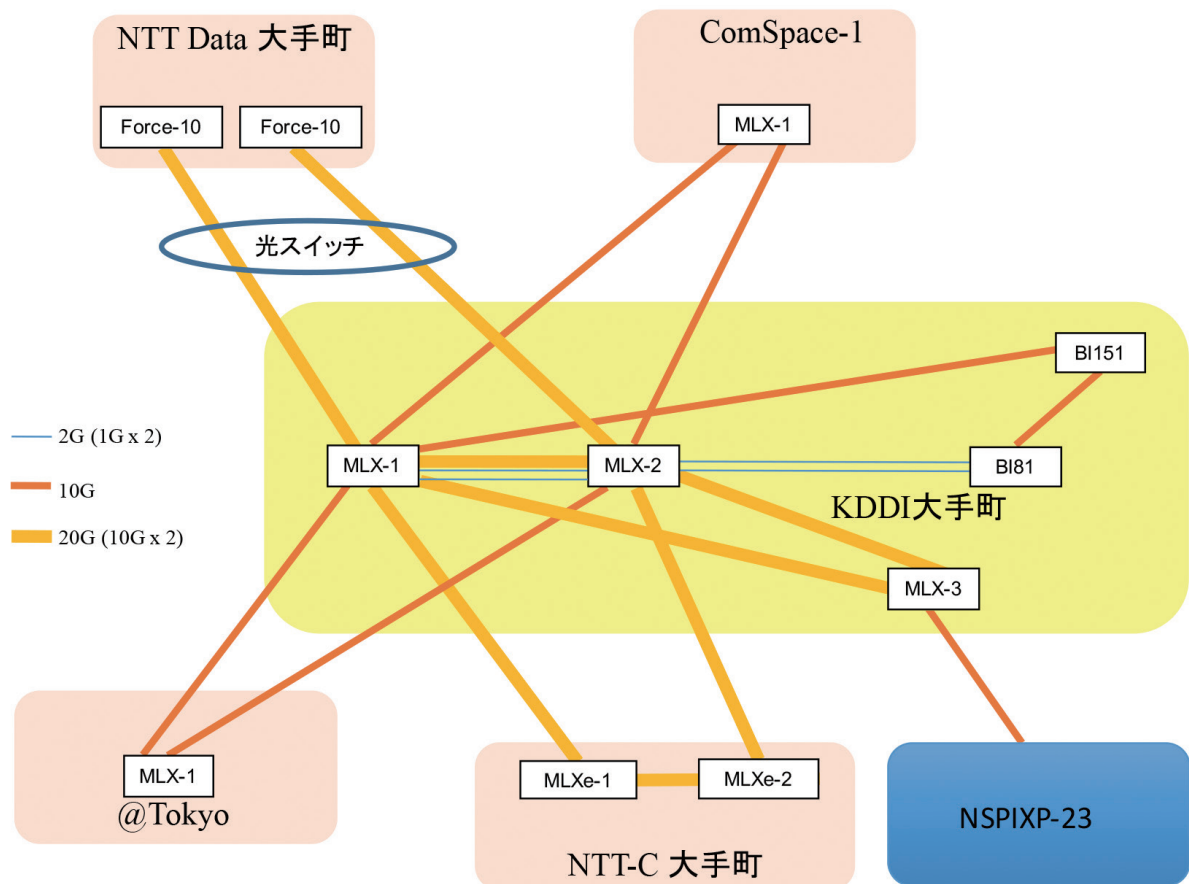 NTT Data 大手町
ComSpace-1
Force-10
Force-10
MLX-1
光スイッチ
BI151
2G (1G x 2)
MLX-1
MLX-2
BI81
10G
KDDI大手町
20G (10G x 2)
MLX-3
MLX-1
@Tokyo
MLXe-1
MLXe-2
NSPIXP-23
NTT-C 大手町